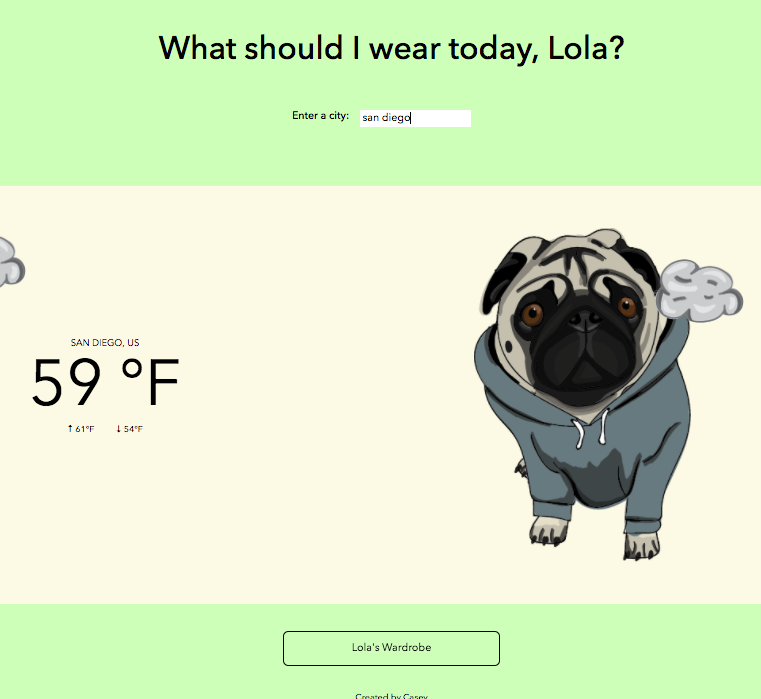 What should I wear today, Lola?
Enter a city: san diego
SAN DIEGO, US
59 °F
↑ 61°F ↓ 54°F
Lola's Wardrobe
Created by Casey